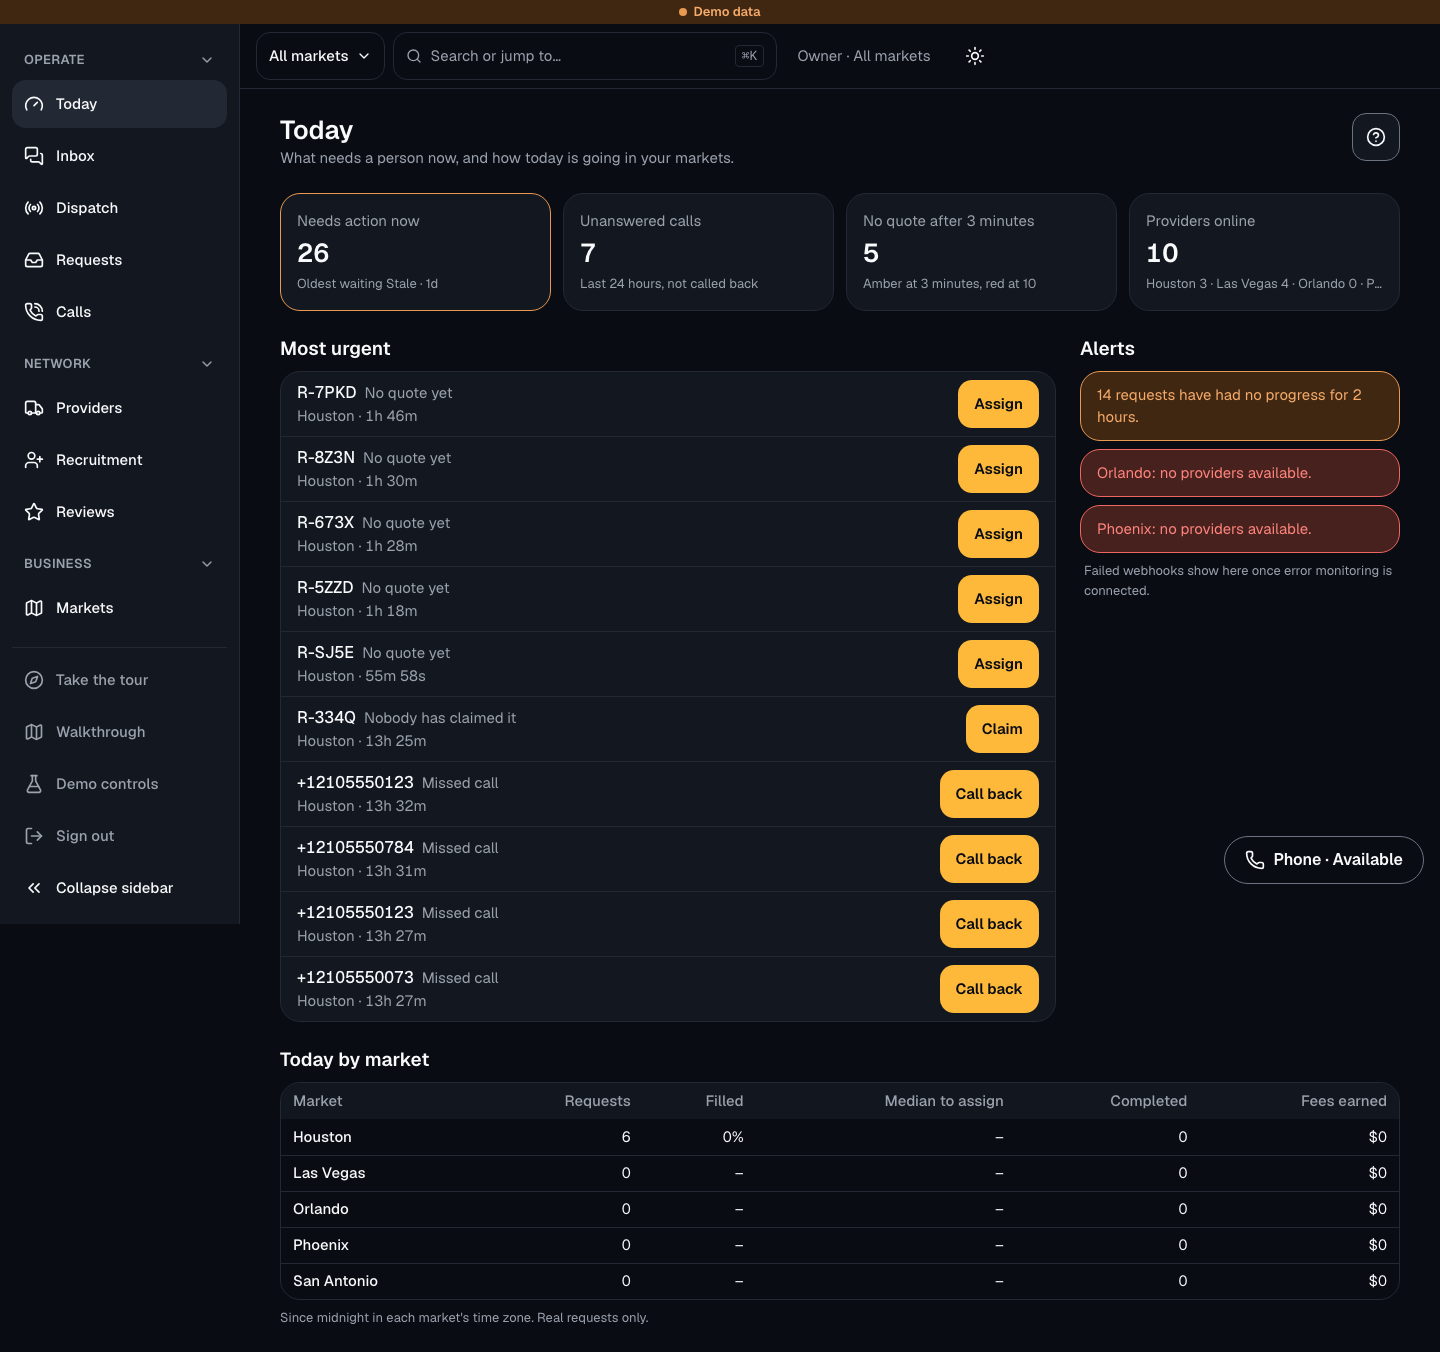 Demo data
OPERATE
Today
Inbox
Dispatch
Requests
Calls
NETWORK
Providers
Recruitment
Reviews
BUSINESS
Markets
Take the tour
Walkthrough
Demo controls
Sign out
Collapse sidebar
All markets
Search or jump to…
⌘K
Owner · All markets
Today
What needs a person now, and how today is going in your markets.
Needs action now
26
Oldest waiting Stale · 1d
Unanswered calls
7
Last 24 hours, not called back
No quote after 3 minutes
5
Amber at 3 minutes, red at 10
Providers online
10
Houston 3 · Las Vegas 4 · Orlando 0 · P…
Most urgent
R-7PKD No quote yet
Houston · 1h 46m
Assign
R-8Z3N No quote yet
Houston · 1h 30m
Assign
R-673X No quote yet
Houston · 1h 28m
Assign
R-5ZZD No quote yet
Houston · 1h 18m
Assign
R-SJ5E No quote yet
Houston · 55m 58s
Assign
R-334Q Nobody has claimed it
Houston · 13h 25m
Claim
+12105550123 Missed call
Houston · 13h 32m
Call back
+12105550784 Missed call
Houston · 13h 31m
Call back
+12105550123 Missed call
Houston · 13h 27m
Call back
+12105550073 Missed call
Houston · 13h 27m
Call back
Alerts
14 requests have had no progress for 2
hours.
Orlando: no providers available.
Phoenix: no providers available.
Failed webhooks show here once error monitoring is
connected.
Phone · Available
Today by market
Market Requests Filled Median to assign Completed Fees earned
Houston 6 0% – 0 $0
Las Vegas 0 – – 0 $0
Orlando 0 – – 0 $0
Phoenix 0 – – 0 $0
San Antonio 0 – – 0 $0
Since midnight in each market's time zone. Real requests only.